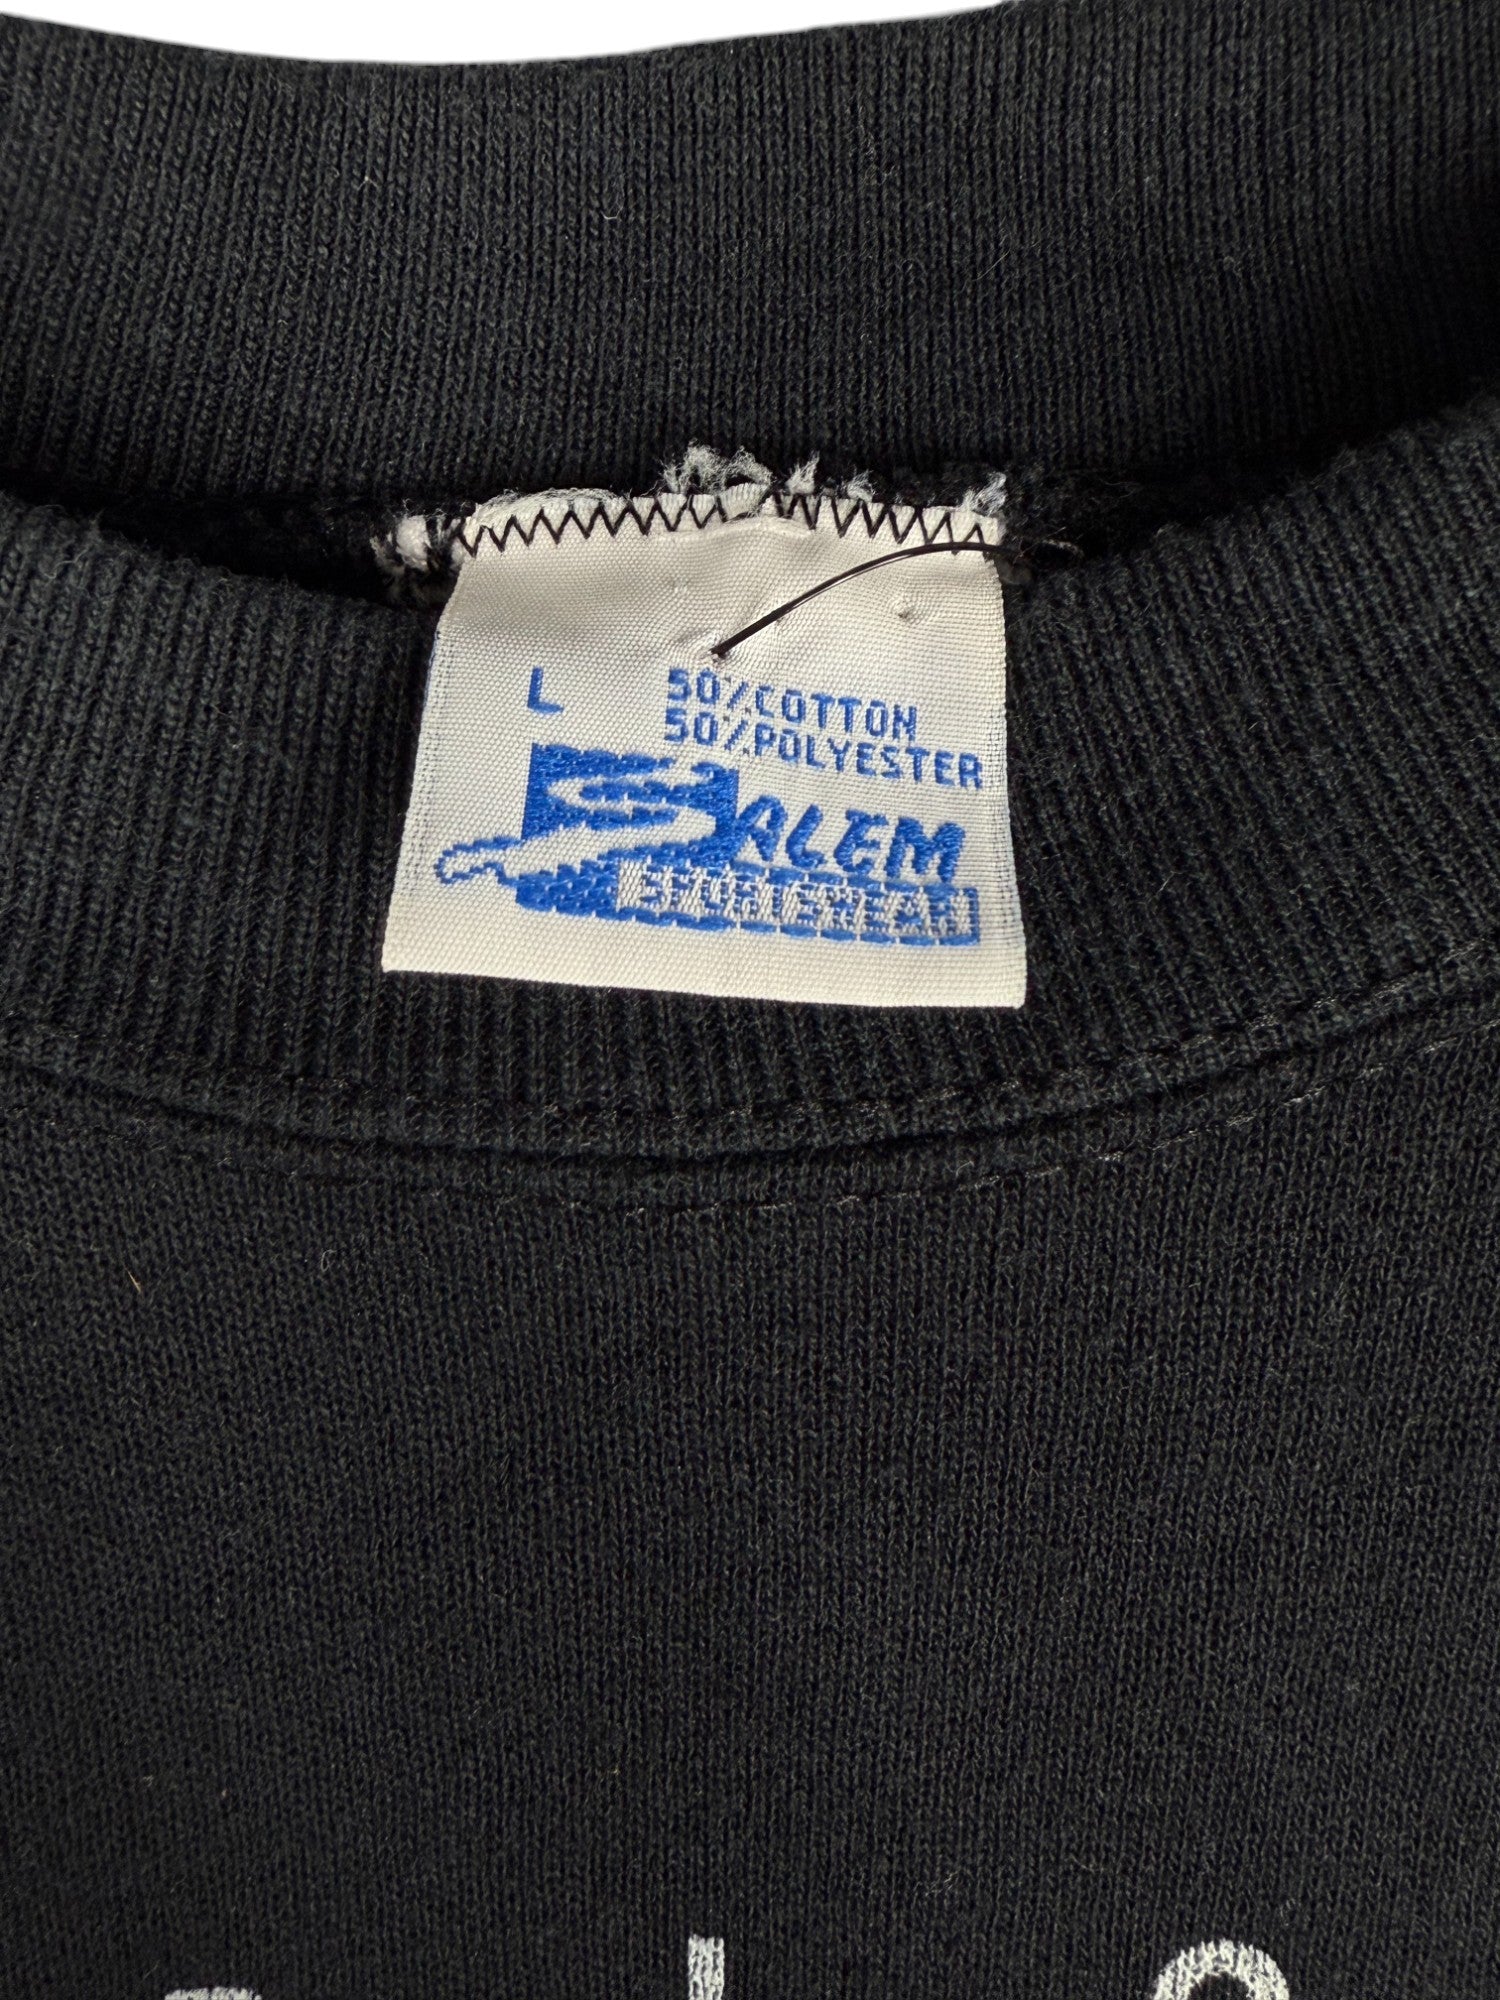 L
50% COTTON
50% POLYESTER
SALEM
SPORTSWEAR